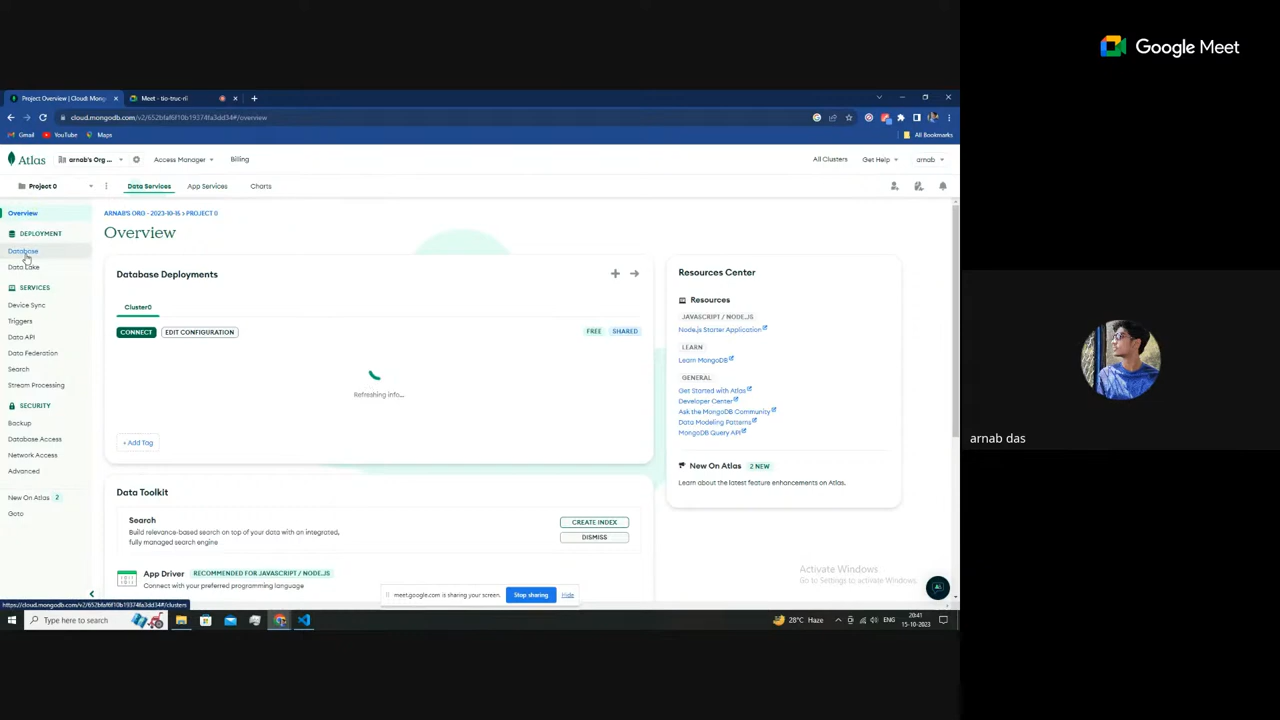 Google Meet
Project Overview | Cloud: Mong
Meet - tio-truc-rii
cloud.mongodb.com/v2/652bfaf6f10b19374fa3dd34#/overview
Gmail YouTube Maps All Bookmarks
Atlas arnab's Org ... Access Manager Billing All Clusters Get Help arnab
Project 0 Data Services App Services Charts
Overview
DEPLOYMENT
Database
Data Lake
SERVICES
Device Sync
Triggers
Data API
Data Federation
Search
Stream Processing
SECURITY
Backup
Database Access
Network Access
Advanced
New On Atlas 2
Goto
ARNAB'S ORG - 2023-10-15 > PROJECT 0
Overview
Database Deployments
Cluster0
CONNECT EDIT CONFIGURATION FREE SHARED
Refreshing info...
+ Add Tag
Data Toolkit
Search
Build relevance-based search on top of your data with an integrated,
fully managed search engine
CREATE INDEX
DISMISS
App Driver RECOMMENDED FOR JAVASCRIPT / NODE.JS
Connect with your preferred programming language
Resources Center
Resources
JAVASCRIPT / NODE.JS
Node.js Starter Application
LEARN
Learn MongoDB
GENERAL
Get Started with Atlas
Developer Center
Ask the MongoDB Community
Data Modeling Patterns
MongoDB Query API
New On Atlas 2 NEW
Learn about the latest feature enhancements on Atlas.
Activate Windows
Go to Settings to activate Windows.
meet.google.com is sharing your screen. Stop sharing Hide
https://cloud.mongodb.com/v2/652bfaf6f10b19374fa3dd34#/clusters
Type here to search
28°C Haze
ENG
20:41
15-10-2023
arnab das